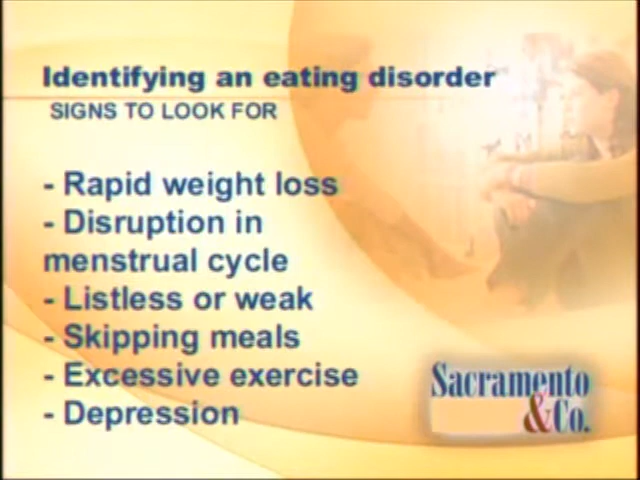 Identifying an eating disorder
SIGNS TO LOOK FOR
- Rapid weight loss
- Disruption in
menstrual cycle
- Listless or weak
- Skipping meals
- Excessive exercise
- Depression
Sacramento
&Co.